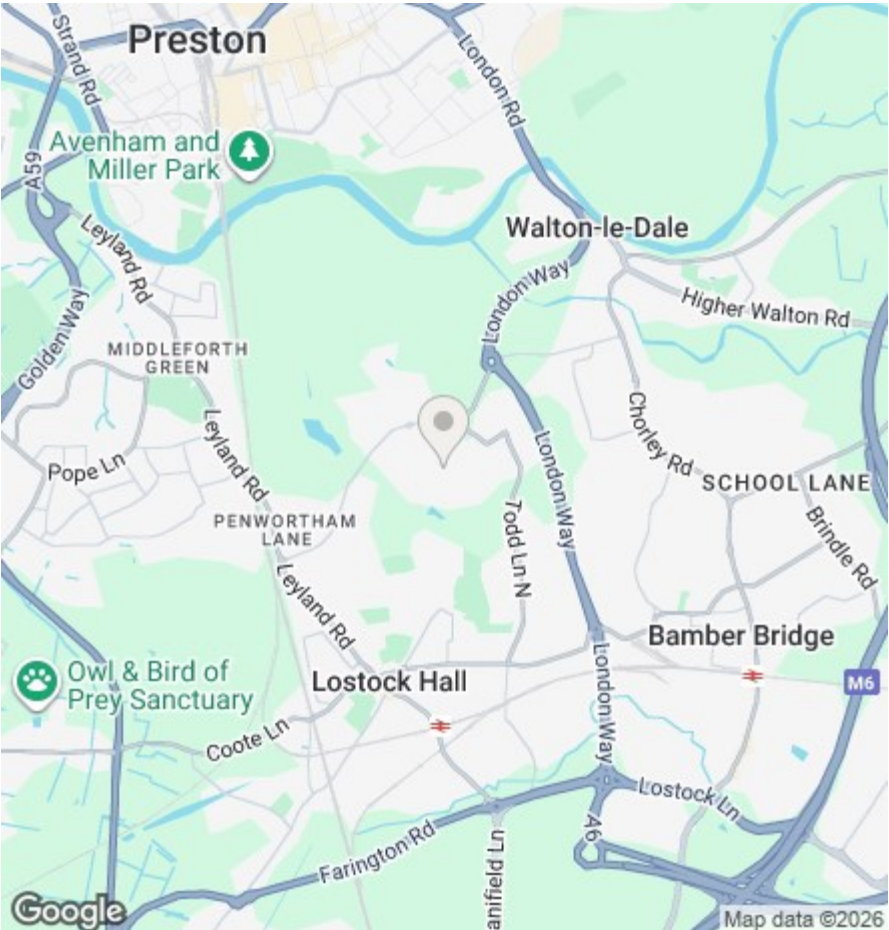 Preston
Strand Rd
London Rd
Avenham and
Miller Park
A59
Leyland Rd
Walton-le-Dale
London Way
Golden Way
Higher Walton Rd
MIDDLEFORTH
GREEN
Leyland Rd
Chorley Rd
London Way
Pope Ln
SCHOOL LANE
PENWORTHAM
LANE
Todd Ln N
Brindle Rd
Leyland Rd
Bamber Bridge
Owl & Bird of
Prey Sanctuary
Lostock Hall
London Way
M6
Coote Ln
Lostock Ln
A6
Farington Rd
anifield Ln
Google
Map data ©2026